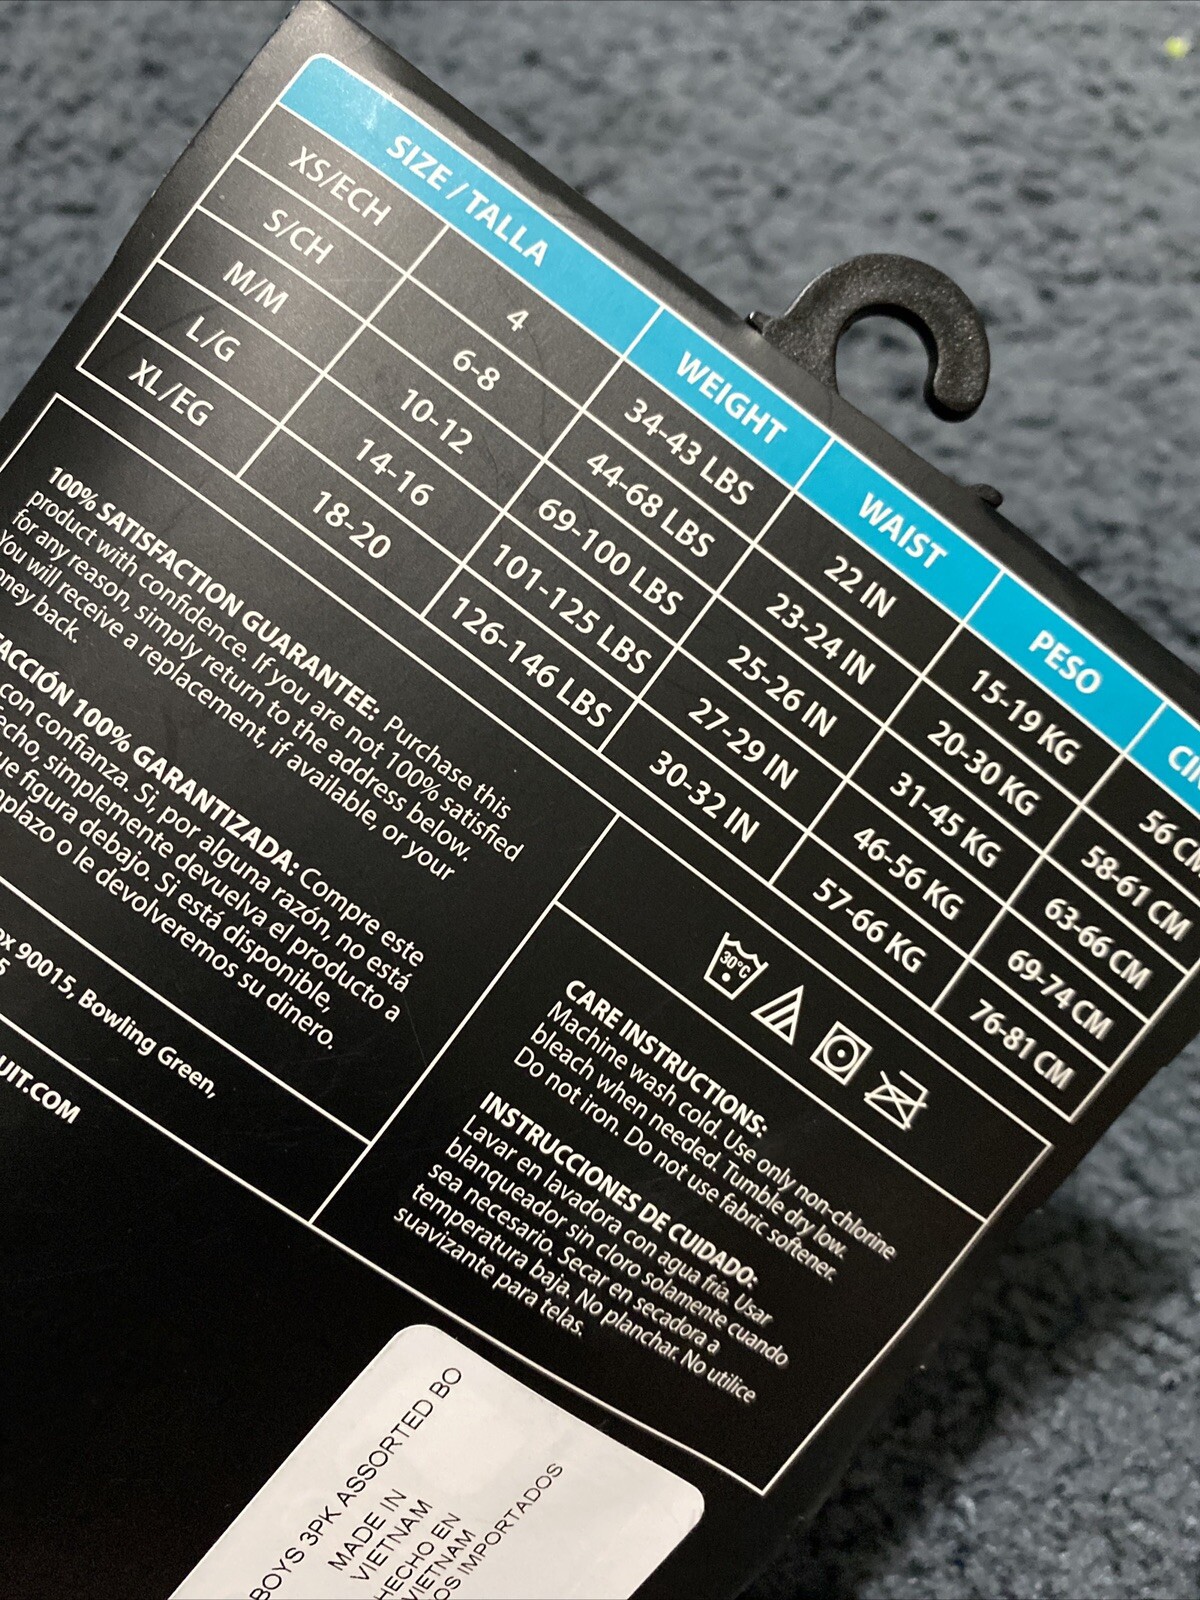 SIZE / TALLA WEIGHT WAIST PESO
XS/ECH 4 34-43 LBS 22 IN 15-19 KG 56 CM
S/CH 6-8 44-68 LBS 23-24 IN 20-30 KG 58-61 CM
M/M 10-12 69-100 LBS 25-26 IN 31-45 KG 63-66 CM
L/G 14-16 101-125 LBS 27-29 IN 46-56 KG 69-74 CM
XL/EG 18-20 126-146 LBS 30-32 IN 57-66 KG 76-81 CM
100% SATISFACTION GUARANTEE: Purchase this
product with confidence. If you are not 100% satisfied
for any reason, simply return to the address below.
You will receive a replacement, if available, or your
oney back.
FACCIÓN 100% GARANTIZADA: Compre este
con confianza. Si, por alguna razón, no está
echo, simplemente devuelva el producto a
ue figura debajo. Si está disponible,
mplazo o le devolveremos su dinero.
ox 90015, Bowling Green,
5
UIT.COM
30°C
CARE INSTRUCTIONS:
Machine wash cold. Use only non-chlorine
bleach when needed. Tumble dry low.
Do not iron. Do not use fabric softener.
INSTRUCCIONES DE CUIDADO:
Lavar en lavadora con agua fría. Usar
blanqueador sin cloro solamente cuando
sea necesario. Secar en secadora a
temperatura baja. No planchar. No utilice
suavizante para telas.
BOYS 3PK ASSORTED BO
MADE IN
VIETNAM
HECHO EN
VIETNAM
OS IMPORTADOS